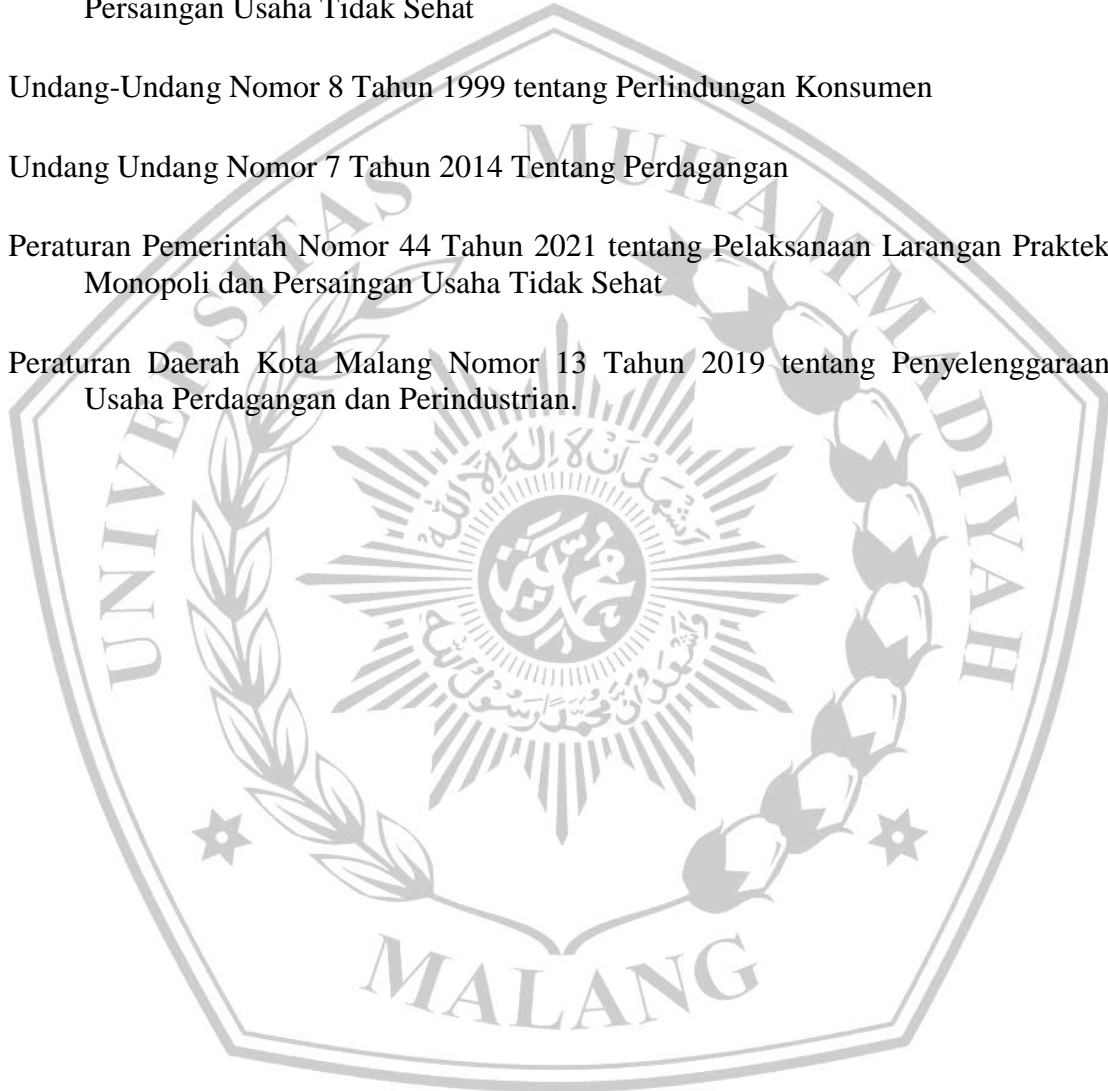 Persaingan Usaha Tidak Sehat
Undang-Undang Nomor 8 Tahun 1999 tentang Perlindungan Konsumen
Undang Undang Nomor 7 Tahun 2014 Tentang Perdagangan
Peraturan Pemerintah Nomor 44 Tahun 2021 tentang Pelaksanaan Larangan Praktek
Monopoli dan Persaingan Usaha Tidak Sehat
Peraturan Daerah Kota Malang Nomor 13 Tahun 2019 tentang Penyelenggaraan
Usaha Perdagangan dan Perindustrian.
UNIVERSITAS MUHAMMADIYAH
MALANG